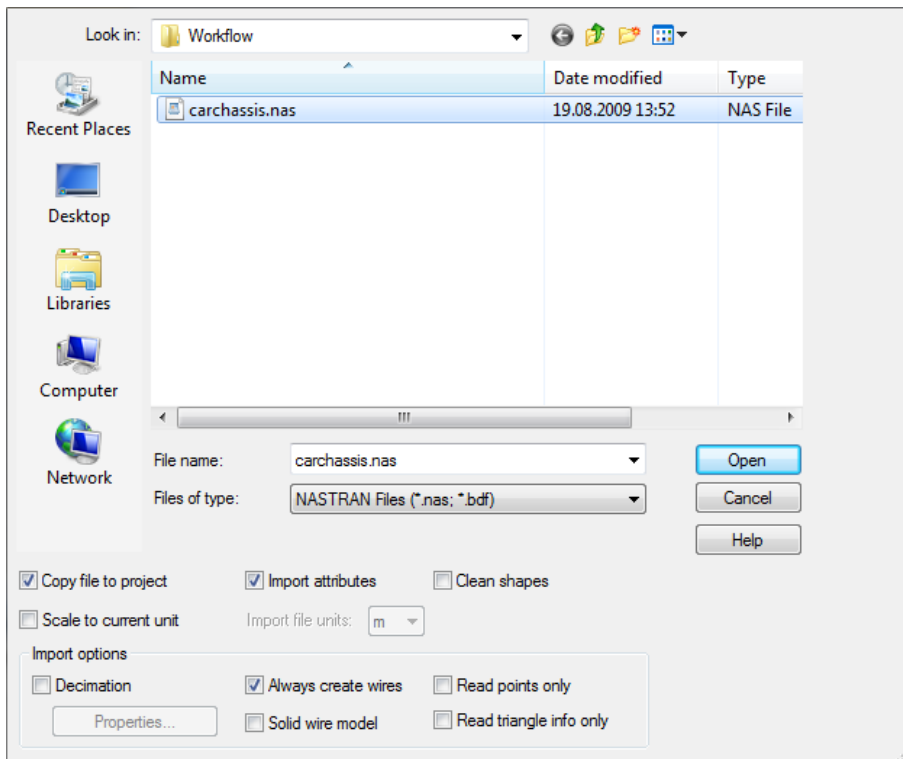 Look in: Workflow
Name Date modified Type
carchassis.nas 19.08.2009 13:52 NAS File
Recent Places
Desktop
Libraries
Computer
Network
File name: carchassis.nas Open
Files of type: NASTRAN Files (*.nas; *.bdf) Cancel
Help
Copy file to project Import attributes Clean shapes
Scale to current unit Import file units: m
Import options
Decimation Always create wires Read points only
Properties... Solid wire model Read triangle info only